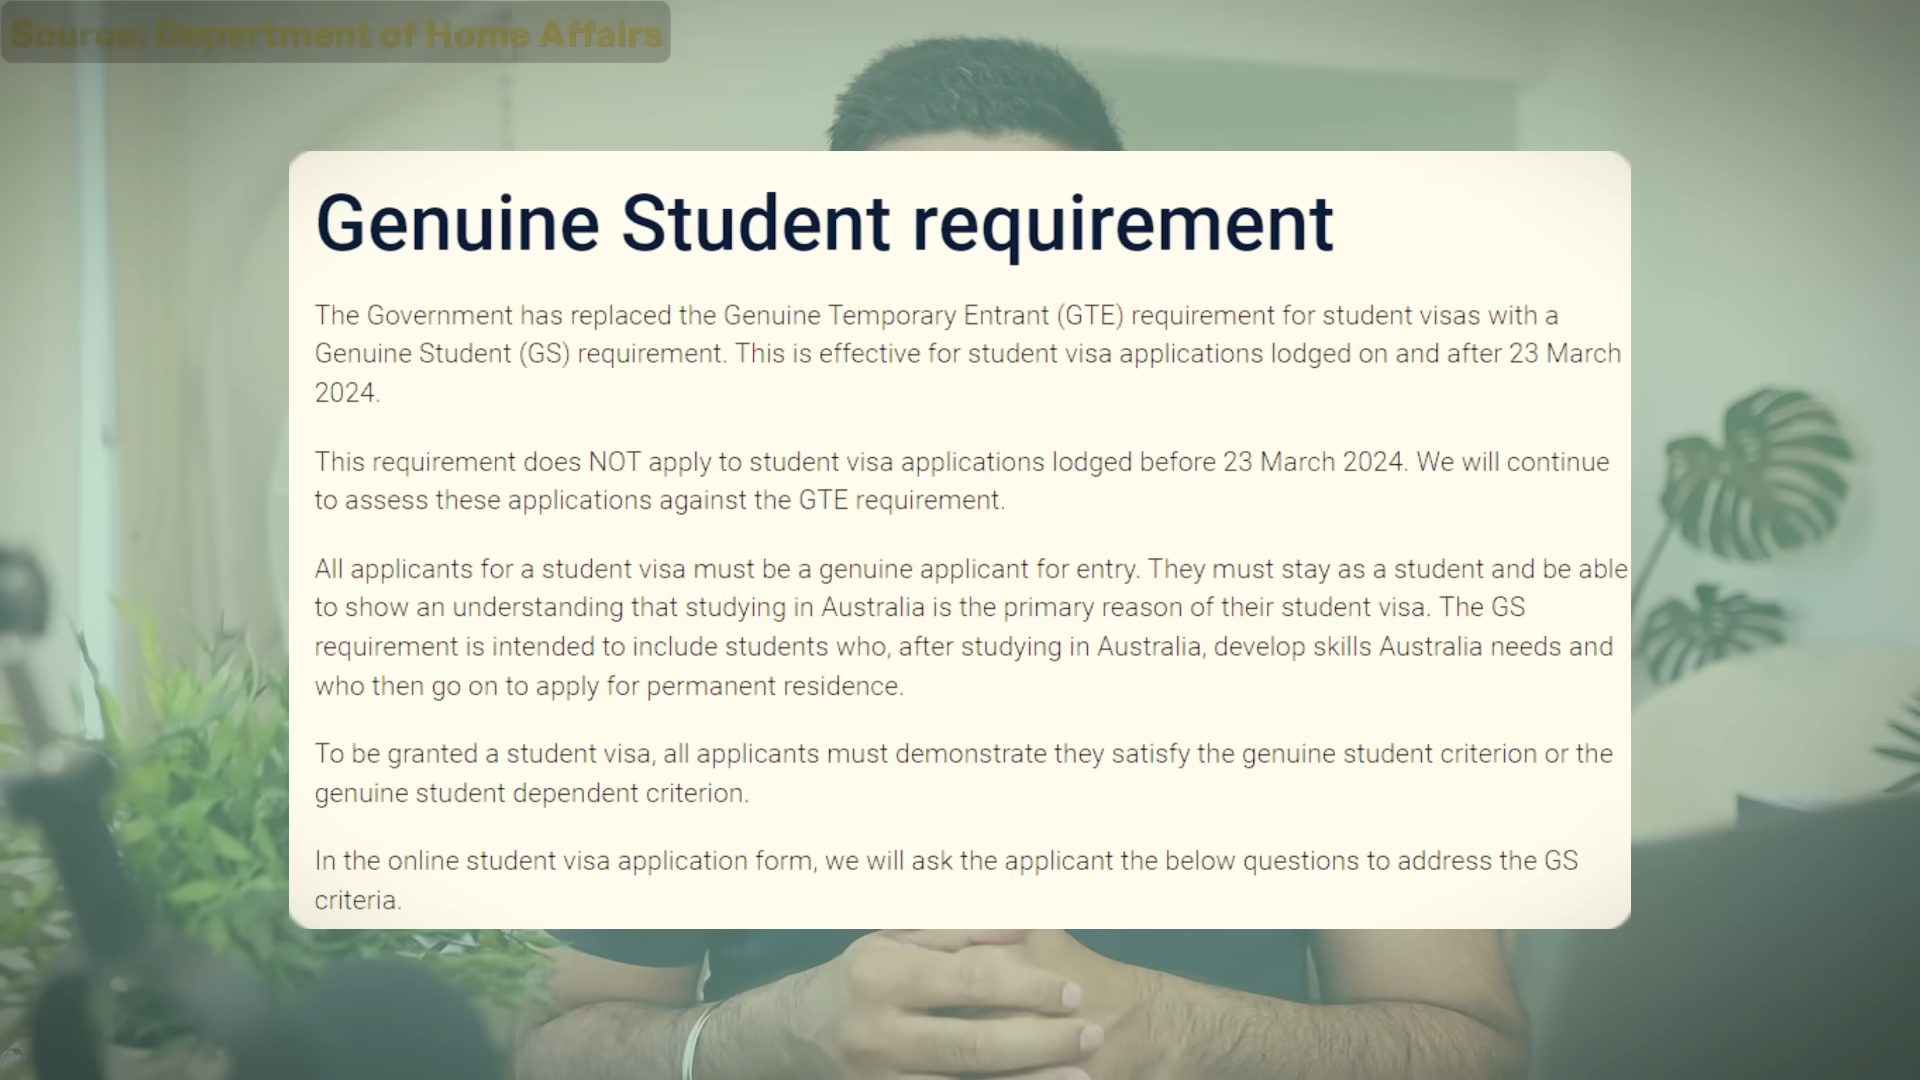 Source: Department of Home Affairs
Genuine Student requirement
The Government has replaced the Genuine Temporary Entrant (GTE) requirement for student visas with a
Genuine Student (GS) requirement. This is effective for student visa applications lodged on and after 23 March
2024.
This requirement does NOT apply to student visa applications lodged before 23 March 2024. We will continue
to assess these applications against the GTE requirement.
All applicants for a student visa must be a genuine applicant for entry. They must stay as a student and be able
to show an understanding that studying in Australia is the primary reason of their student visa. The GS
requirement is intended to include students who, after studying in Australia, develop skills Australia needs and
who then go on to apply for permanent residence.
To be granted a student visa, all applicants must demonstrate they satisfy the genuine student criterion or the
genuine student dependent criterion.
In the online student visa application form, we will ask the applicant the below questions to address the GS
criteria.